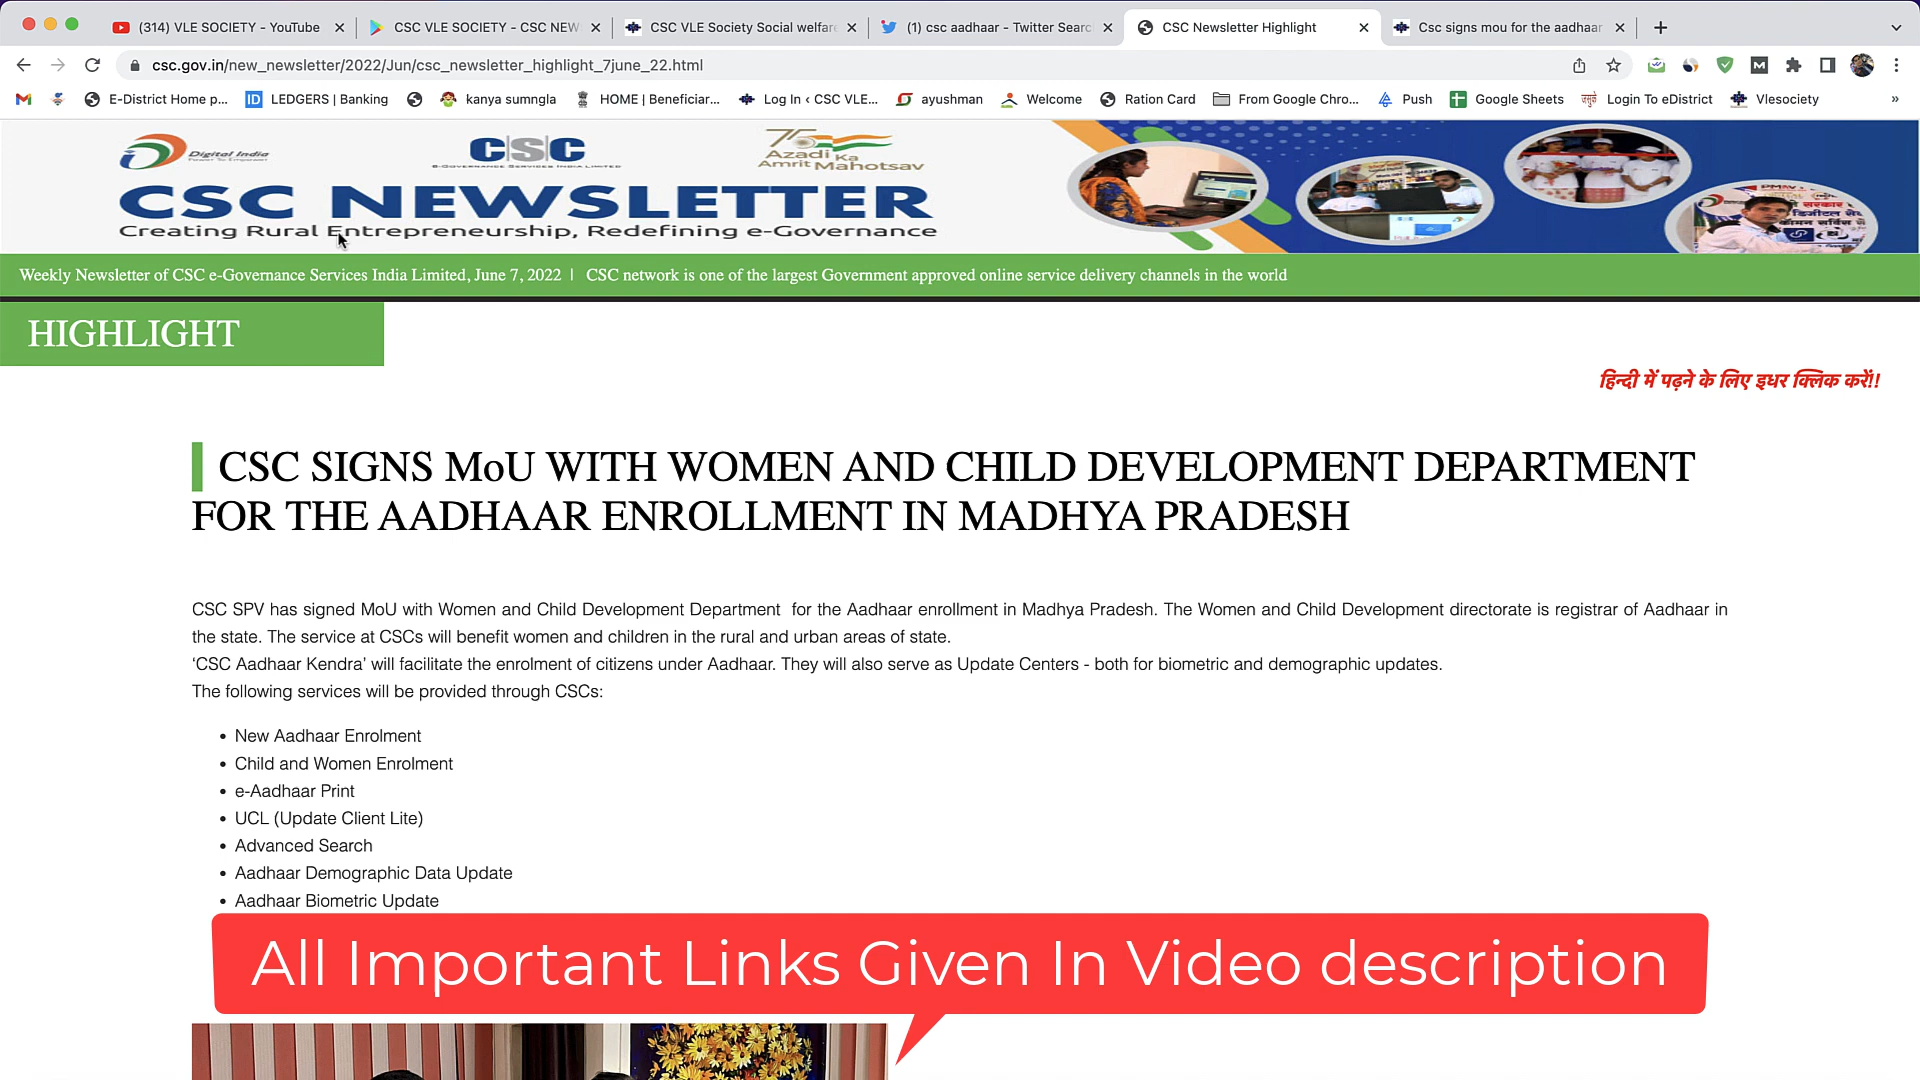 (314) VLE SOCIETY - YouTube
CSC VLE SOCIETY - CSC NEW
CSC VLE Society Social welfare
(1) csc aadhaar - Twitter Searc
CSC Newsletter Highlight
Csc signs mou for the aadhaar
csc.gov.in/new_newsletter/2022/Jun/csc_newsletter_highlight_7june_22.html
E-District Home p...
LEDGERS | Banking
kanya sumngla
HOME | Beneficiar...
Log In ‹ CSC VLE...
ayushman
Welcome
Ration Card
From Google Chro...
Push
Google Sheets
Login To eDistrict
Vlesociety
»
Digital India
Power To Empower
CSC
e-Governance Services India Limited
75
Azadi Ka
Amrit Mahotsav
CSC NEWSLETTER
Creating Rural Entrepreneurship, Redefining e-Governance
Weekly Newsletter of CSC e-Governance Services India Limited, June 7, 2022 | CSC network is one of the largest Government approved online service delivery channels in the world
HIGHLIGHT
हिन्दी में पढ़ने के लिए इधर क्लिक करें!!
CSC SIGNS MoU WITH WOMEN AND CHILD DEVELOPMENT DEPARTMENT
FOR THE AADHAAR ENROLLMENT IN MADHYA PRADESH
CSC SPV has signed MoU with Women and Child Development Department for the Aadhaar enrollment in Madhya Pradesh. The Women and Child Development directorate is registrar of Aadhaar in
the state. The service at CSCs will benefit women and children in the rural and urban areas of state.
‘CSC Aadhaar Kendra’ will facilitate the enrolment of citizens under Aadhaar. They will also serve as Update Centers - both for biometric and demographic updates.
The following services will be provided through CSCs:
• New Aadhaar Enrolment
• Child and Women Enrolment
• e-Aadhaar Print
• UCL (Update Client Lite)
• Advanced Search
• Aadhaar Demographic Data Update
• Aadhaar Biometric Update
All Important Links Given In Video description